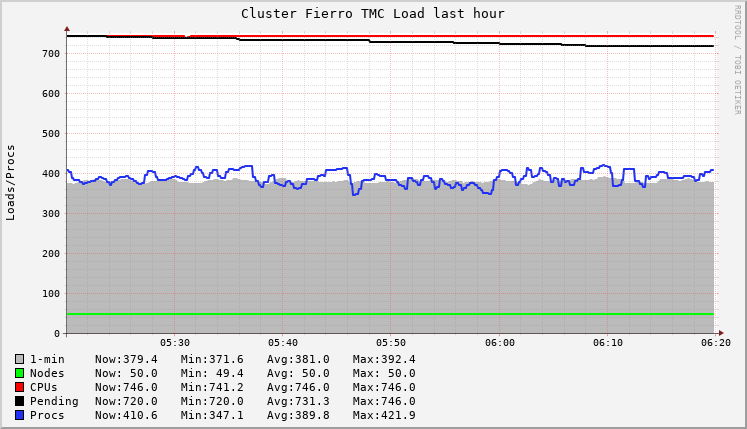 Cluster Fierro TMC Load last hour
RRDTOOL / TOBI OETIKER
Loads/Procs
700
600
500
400
300
200
100
0
05:30 05:40 05:50 06:00 06:10 06:20
1-min Now:379.4 Min:371.6 Avg:381.0 Max:392.4
Nodes Now: 50.0 Min: 49.4 Avg: 50.0 Max: 50.0
CPUs Now:746.0 Min:741.2 Avg:746.0 Max:746.0
Pending Now:720.0 Min:720.0 Avg:731.3 Max:746.0
Procs Now:410.6 Min:347.1 Avg:389.8 Max:421.9